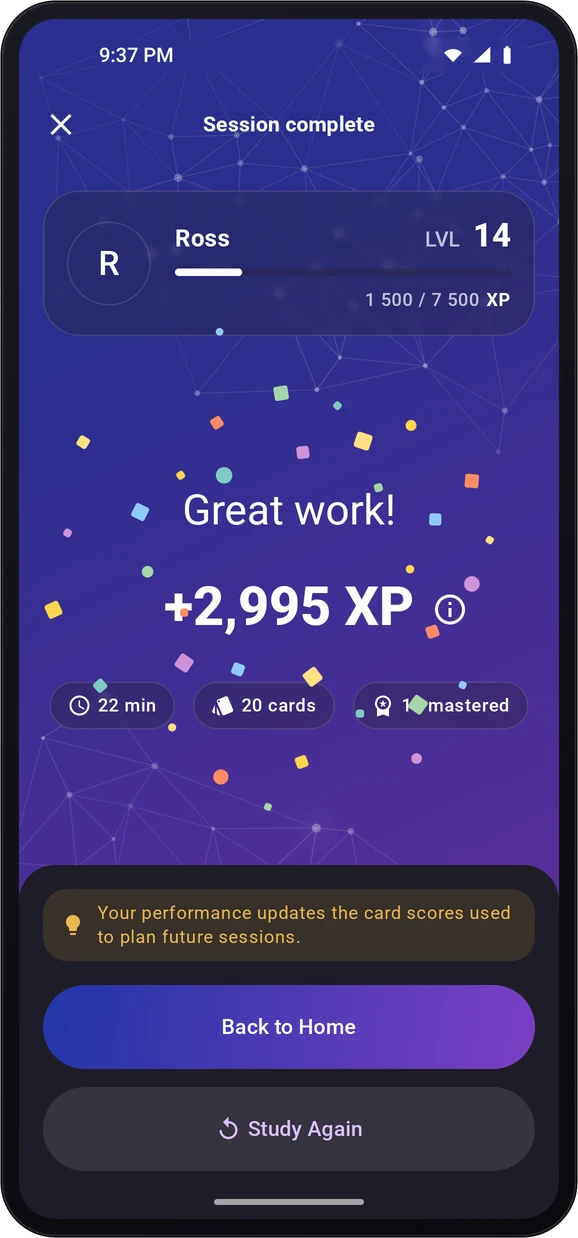 9:37 PM
Session complete
R
Ross
LVL 14
1 500 / 7 500 XP
Great work!
+2,995 XP
22 min
20 cards
mastered
Your performance updates the card scores used
to plan future sessions.
Back to Home
Study Again